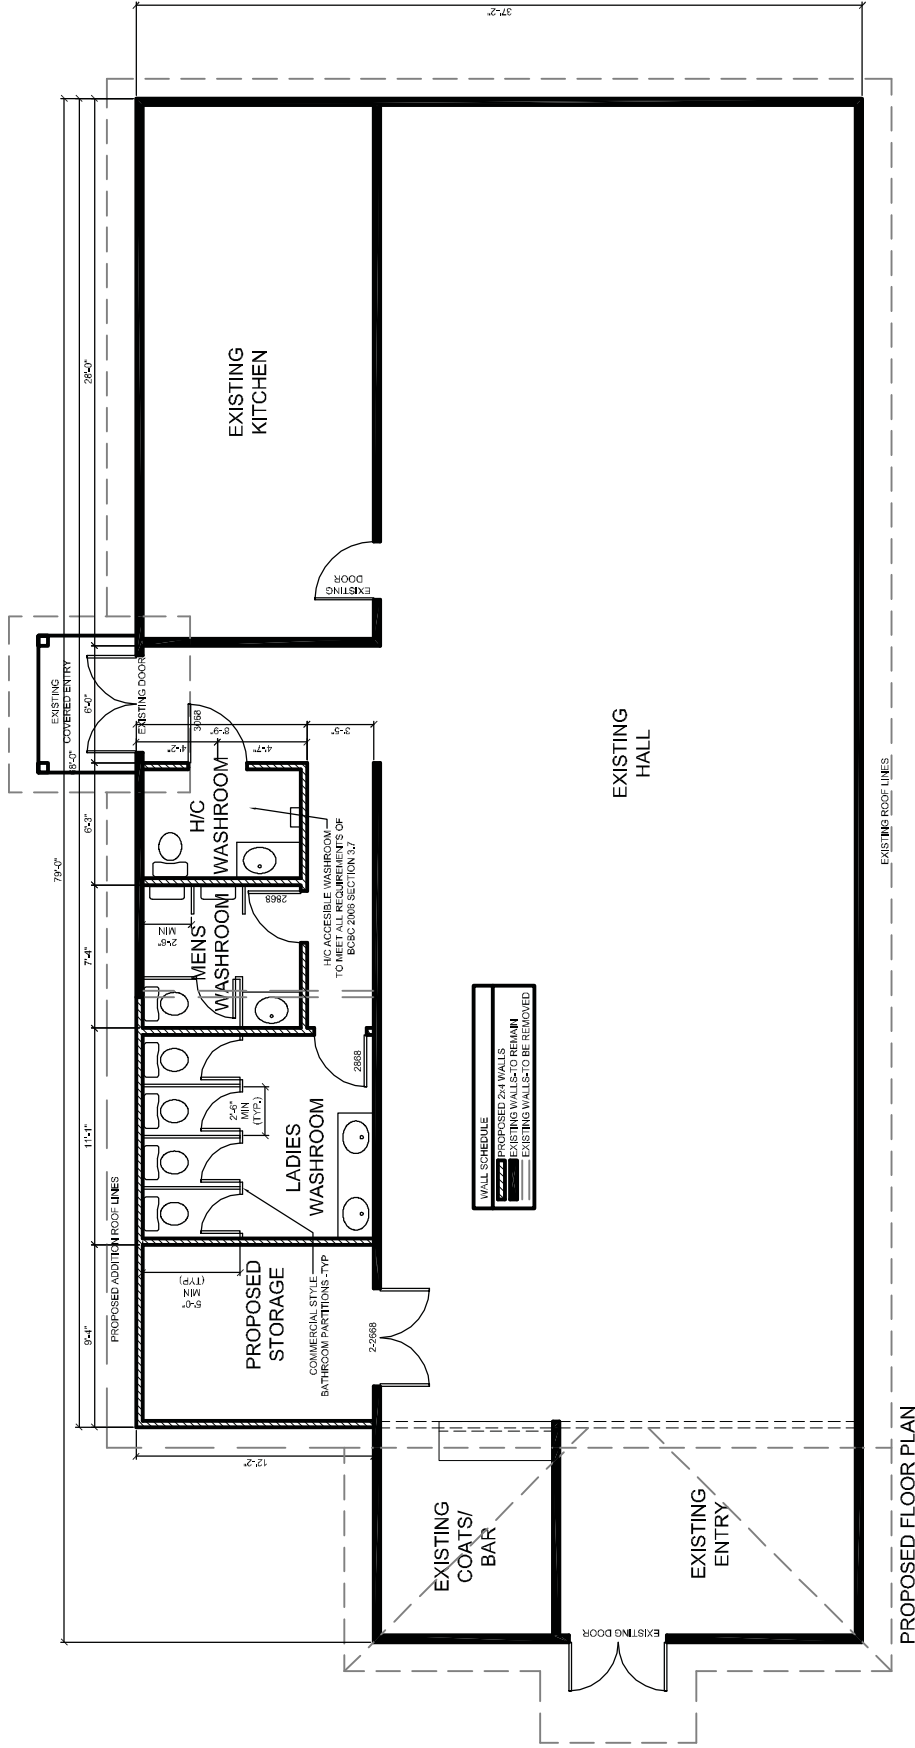 37'-2"
79'-0"
68'-0"
28'-0"
6'-0"
6'-3"
7'-4"
11'-1"
9'-4"
EXISTING
KITCHEN
EXISTING
DOOR
EXISTING
COVERED ENTRY
EXISTING DOOR
3068
4'-2"
8'-9"
4'-7"
3'-5"
H/C
WASHROOM
H/C ACCESIBLE WASHROOM
TO MEET ALL REQUIREMENTS OF
BCBC 2006 SECTION 3.7
MENS
WASHROOM
2'-6"
MIN
2868
LADIES
WASHROOM
2868
2'-6"
MIN
(TYP.)
PROPOSED
STORAGE
5'-0"
MIN
(TYP)
COMMERCIAL STYLE
BATHROOM PARTITIONS -TYP
2-2668
PROPOSED ADDITION ROOF LINES
12'-2"
EXISTING
HALL
EXISTING ROOF LINES
WALL SCHEDULE
PROPOSED 2x4 WALLS
EXISTING WALLS-TO REMAIN
EXISTING WALLS-TO BE REMOVED
EXISTING
COATS/
BAR
EXISTING
ENTRY
EXISTING DOOR
PROPOSED FLOOR PLAN